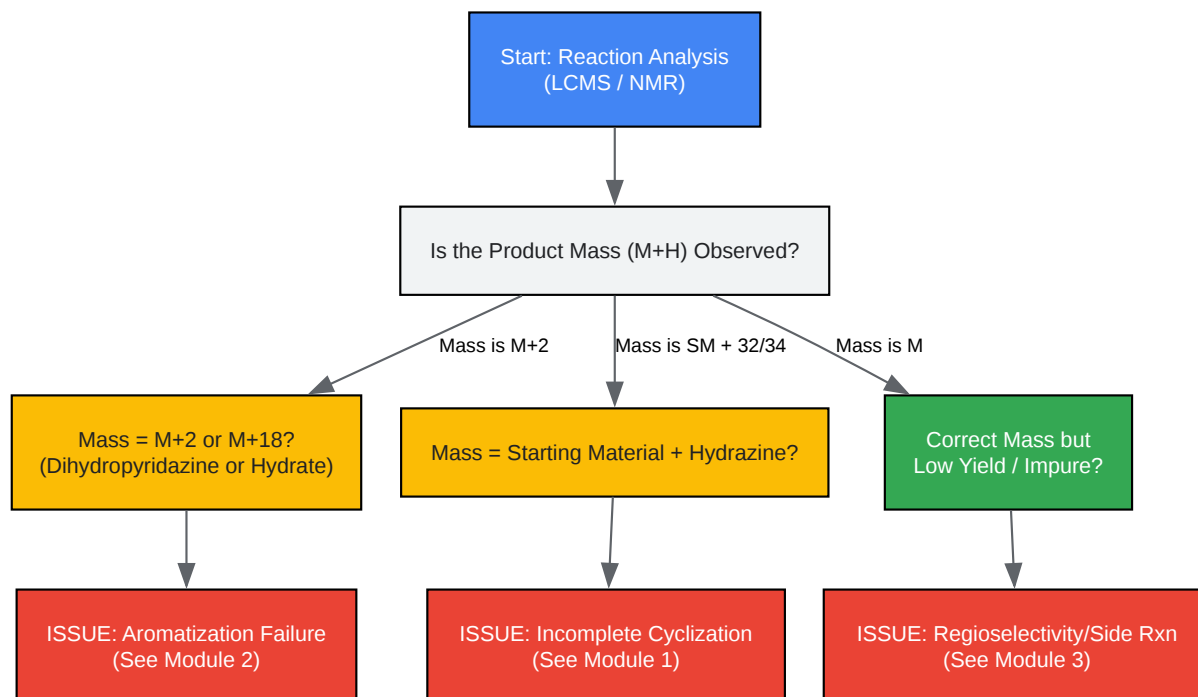 Start: Reaction Analysis
(LCMS / NMR)
Is the Product Mass (M+H) Observed?
Mass is M+2
Mass is SM + 32/34
Mass is M
Mass = M+2 or M+18?
(Dihydropyridazine or Hydrate)
Mass = Starting Material + Hydrazine?
Correct Mass but
Low Yield / Impure?
ISSUE: Aromatization Failure
(See Module 2)
ISSUE: Incomplete Cyclization
(See Module 1)
ISSUE: Regioselectivity/Side Rxn
(See Module 3)